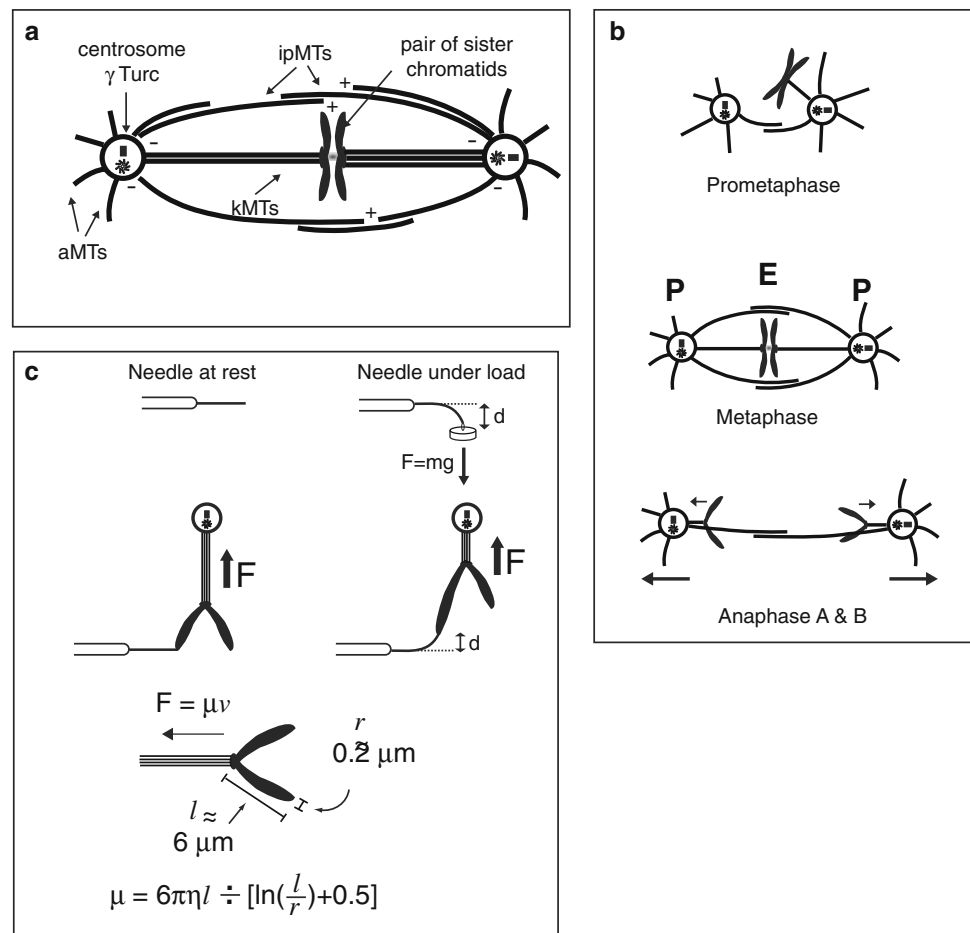 a
centrosome
γ Turc
ipMTs
pair of sister
chromatids
+
+
−
−
−
−
+
kMTs
aMTs
b
Prometaphase
P E P
Metaphase
Anaphase A & B
c
Needle at rest
Needle under load
d
F=mg
F
F
d
F = μv
r
≈
0.2 μm
l ≈
6 μm
μ = 6πηl ÷ [ln(l/r)+0.5]